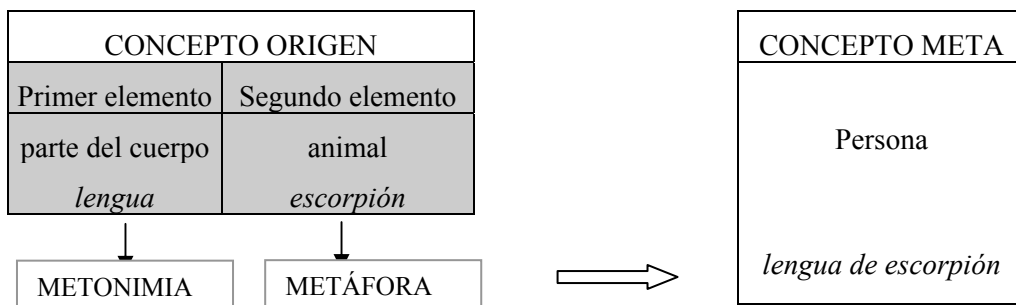 CONCEPTO ORIGEN
Primer elemento
Segundo elemento
parte del cuerpo
lengua
animal
escorpión
METONIMIA
METÁFORA
CONCEPTO META
Persona
lengua de escorpión